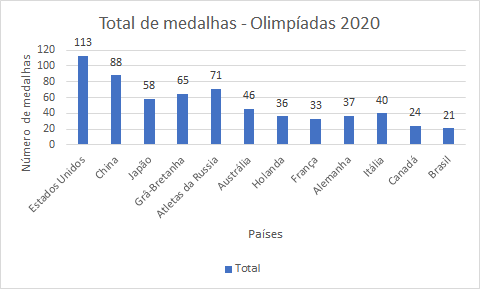 Total de medalhas - Olimpíadas 2020
Número de medalhas
120
100
80
60
40
20
0
113
88
58
65
71
46
36
33
37
40
24
21
Estados Unidos
China
Japão
Grã-Bretanha
Atletas da Russia
Austrália
Holanda
França
Alemanha
Itália
Canadá
Brasil
Países
Total